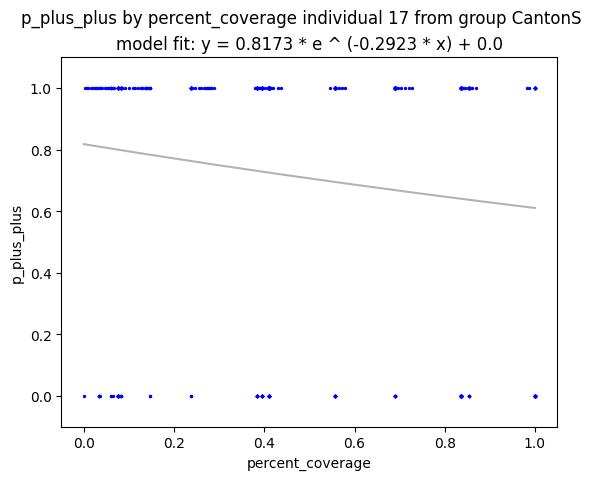 p_plus_plus by percent_coverage individual 17 from group CantonS
model fit: y = 0.8173 * e ^ (-0.2923 * x) + 0.0
1.0
0.8
0.6
0.4
0.2
0.0
p_plus_plus
0.0 0.2 0.4 0.6 0.8 1.0
percent_coverage